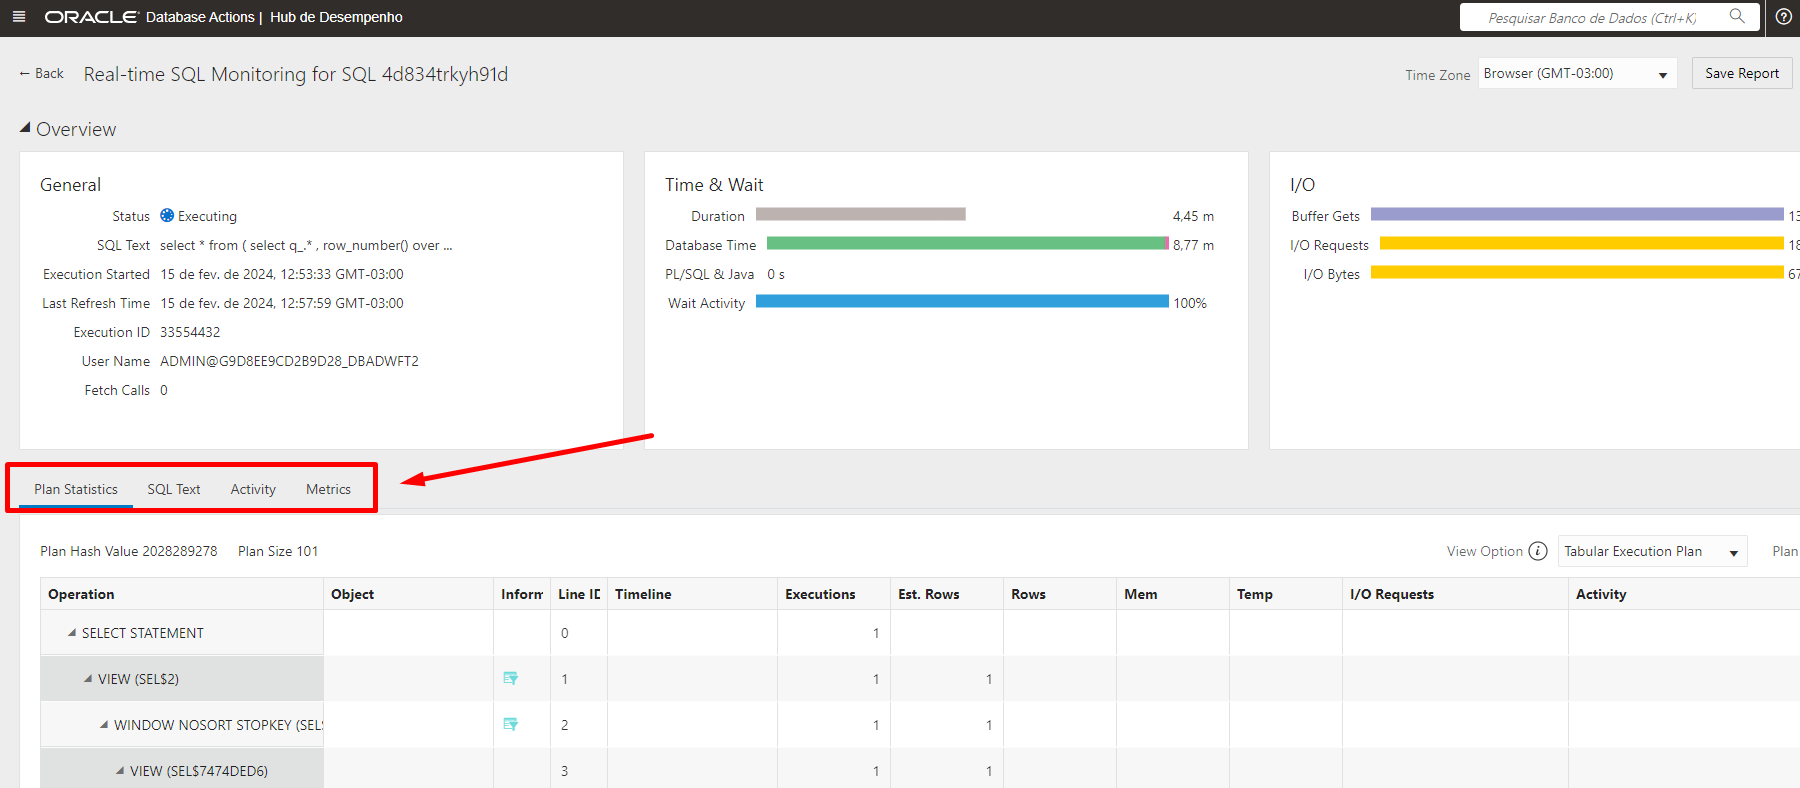 ORACLE Database Actions | Hub de Desempenho
Pesquisar Banco de Dados (Ctrl+K)
← Back Real-time SQL Monitoring for SQL 4d834trkyh91d
Time Zone Browser (GMT-03:00) Save Report
Overview
General
Status Executing
SQL Text select * from ( select q_.* , row_number() over ...
Execution Started 15 de fev. de 2024, 12:53:33 GMT-03:00
Last Refresh Time 15 de fev. de 2024, 12:57:59 GMT-03:00
Execution ID 33554432
User Name ADMIN@G9D8EE9CD2B9D28_DBADWFT2
Fetch Calls 0
Time & Wait
Duration 4,45 m
Database Time 8,77 m
PL/SQL & Java 0 s
Wait Activity 100%
I/O
Buffer Gets 13
I/O Requests 18
I/O Bytes 67
Plan Statistics SQL Text Activity Metrics
Plan Hash Value 2028289278 Plan Size 101
View Option Tabular Execution Plan Plan
Operation Object Inform Line ID Timeline Executions Est. Rows Rows Mem Temp I/O Requests Activity
SELECT STATEMENT 0 1
VIEW (SEL$2) 1 1 1
WINDOW NOSORT STOPKEY (SEL$ 2 1 1
VIEW (SEL$7474DED6) 3 1 1